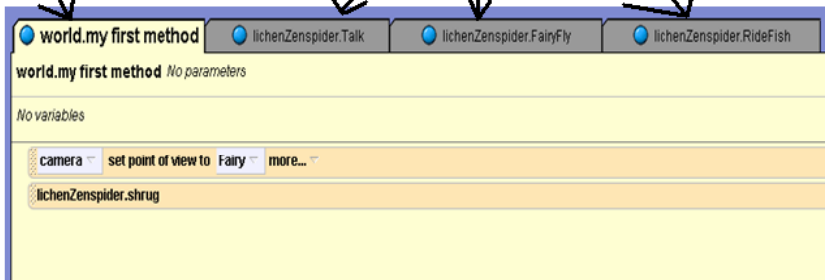 world.my first method lichenZenspider.Talk lichenZenspider.FairyFly lichenZenspider.RideFish
world.my first method No parameters
No variables
camera set point of view to Fairy more...
lichenZenspider.shrug